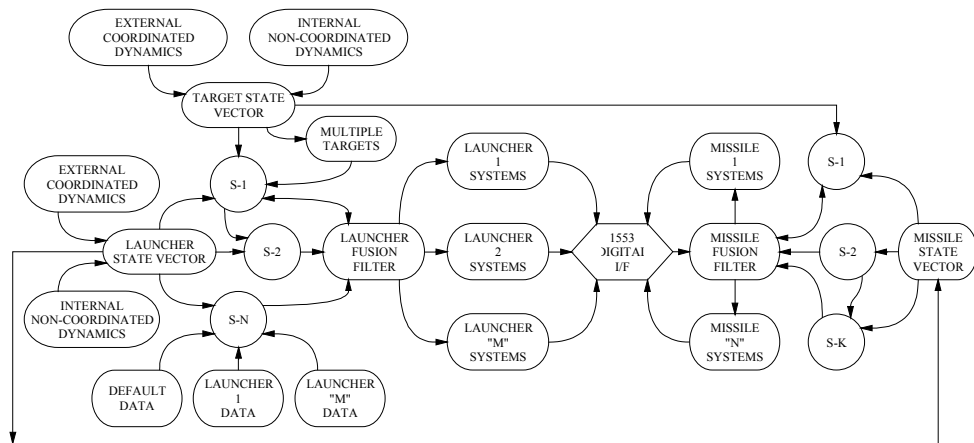 EXTERNAL
COORDINATED
DYNAMICS
INTERNAL
NON-COORDINATED
DYNAMICS
TARGET STATE
VECTOR
MULTIPLE
TARGETS
S-1
EXTERNAL
COORDINATED
DYNAMICS
LAUNCHER
STATE VECTOR
INTERNAL
NON-COORDINATED
DYNAMICS
S-2
S-N
DEFAULT
DATA
LAUNCHER
1
DATA
LAUNCHER
"M"
DATA
LAUNCHER
FUSION
FILTER
LAUNCHER
1
SYSTEMS
LAUNCHER
2
SYSTEMS
LAUNCHER
"M"
SYSTEMS
1553
DIGITAL
I/F
MISSILE
1
SYSTEMS
MISSILE
FUSION
FILTER
MISSILE
"N"
SYSTEMS
S-1
S-2
S-K
MISSILE
STATE
VECTOR